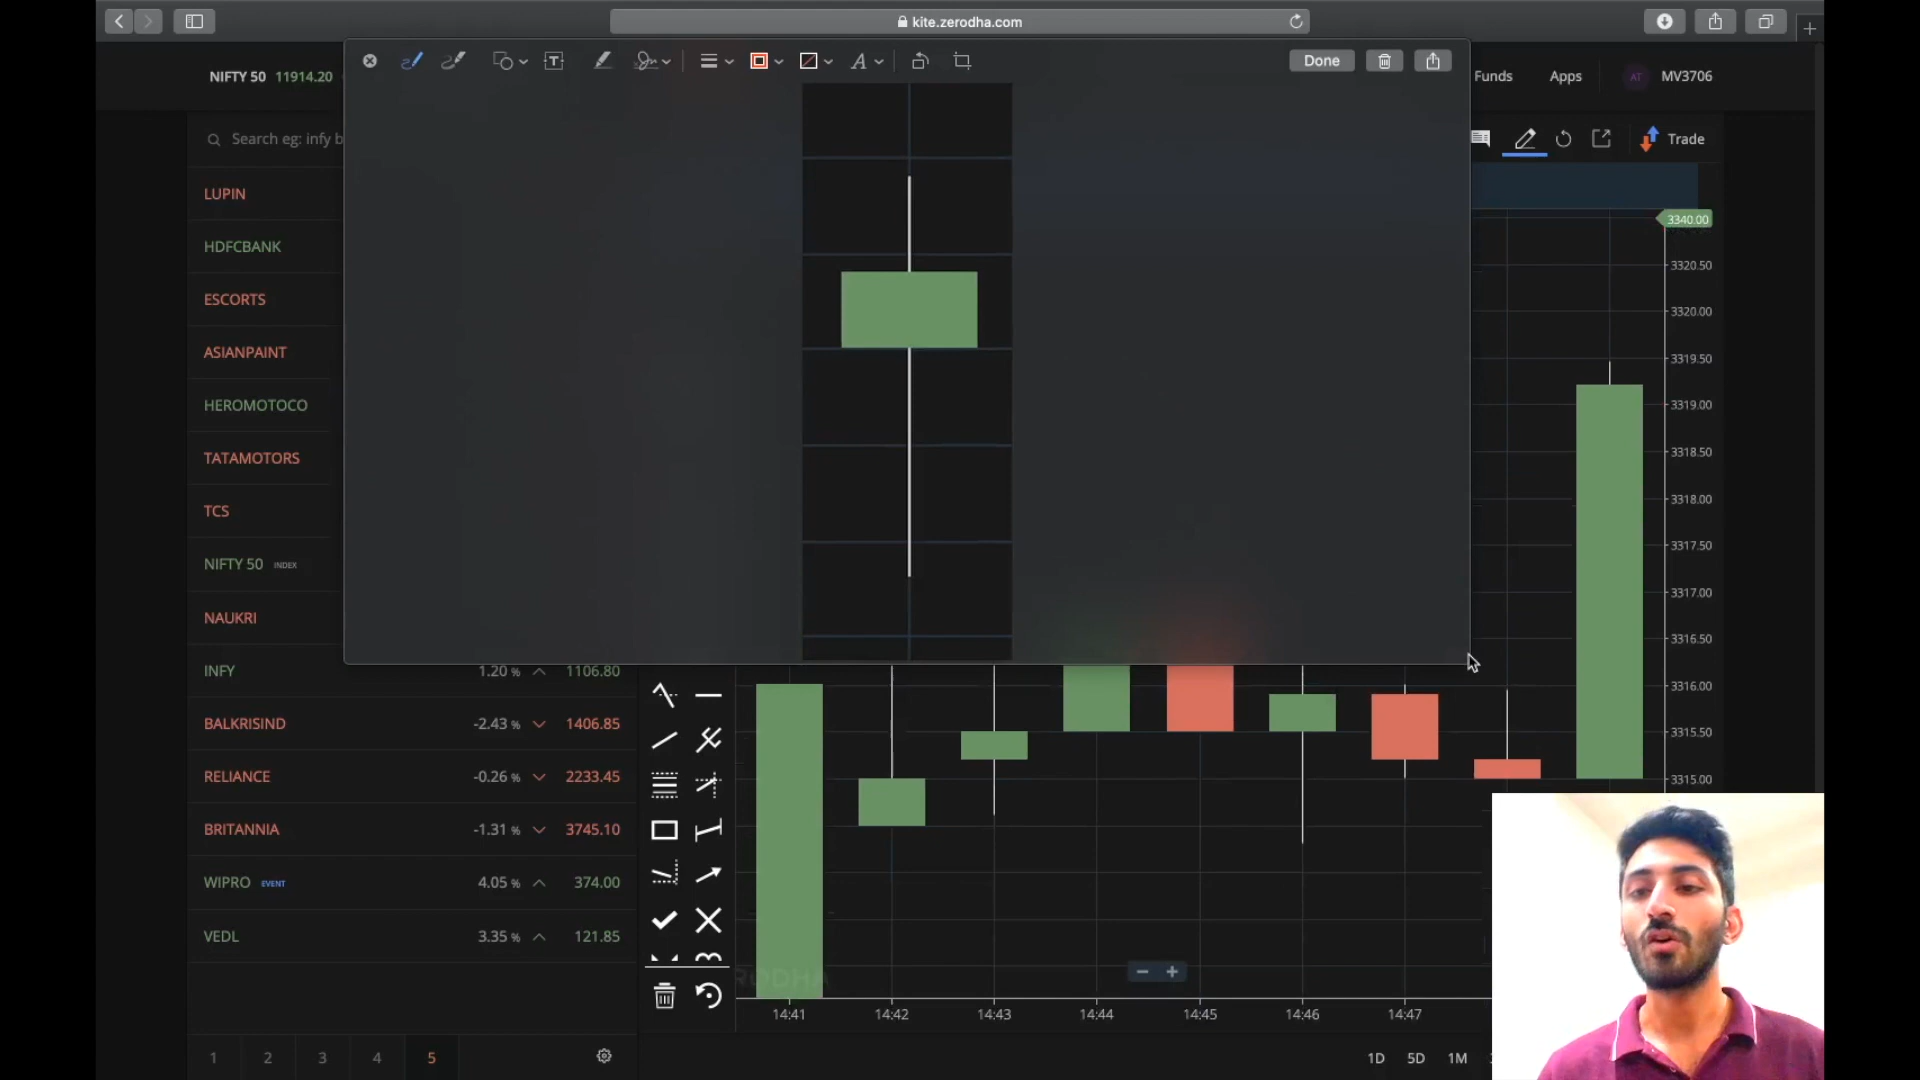 kite.zerodha.com
NIFTY 50 11914.20
Done
Funds
Apps
AT
MV3706
Search eg: infy b
Trade
LUPIN
HDFCBANK
ESCORTS
ASIANPAINT
HEROMOTOCO
TATAMOTORS
TCS
NIFTY 50 INDEX
NAUKRI
INFY 1.20 % 1106.80
BALKRISIND -2.43 % 1406.85
RELIANCE -0.26 % 2233.45
BRITANNIA -1.31 % 3745.10
WIPRO EVENT 4.05 % 374.00
VEDL 3.35 % 121.85
1 2 3 4 5
3340.00
3320.50
3320.00
3319.50
3319.00
3318.50
3318.00
3317.50
3317.00
3316.50
3316.00
3315.50
3315.00
14:41 14:42 14:43 14:44 14:45 14:46 14:47
1D 5D 1M